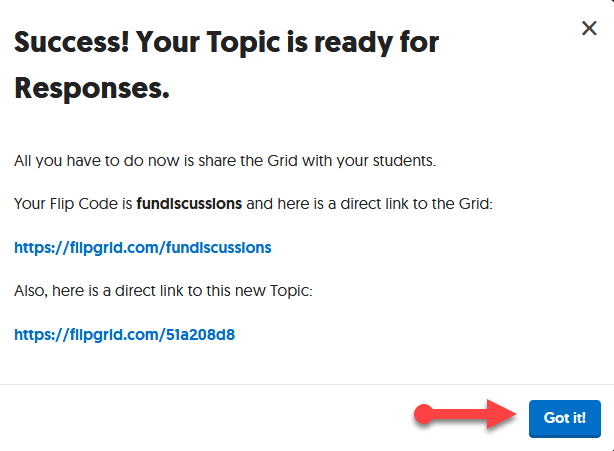 Success! Your Topic is ready for
Responses.
All you have to do now is share the Grid with your students.
Your Flip Code is fundiscussions and here is a direct link to the Grid:
https://flipgrid.com/fundiscussions
Also, here is a direct link to this new Topic:
https://flipgrid.com/51a208d8
Got it!